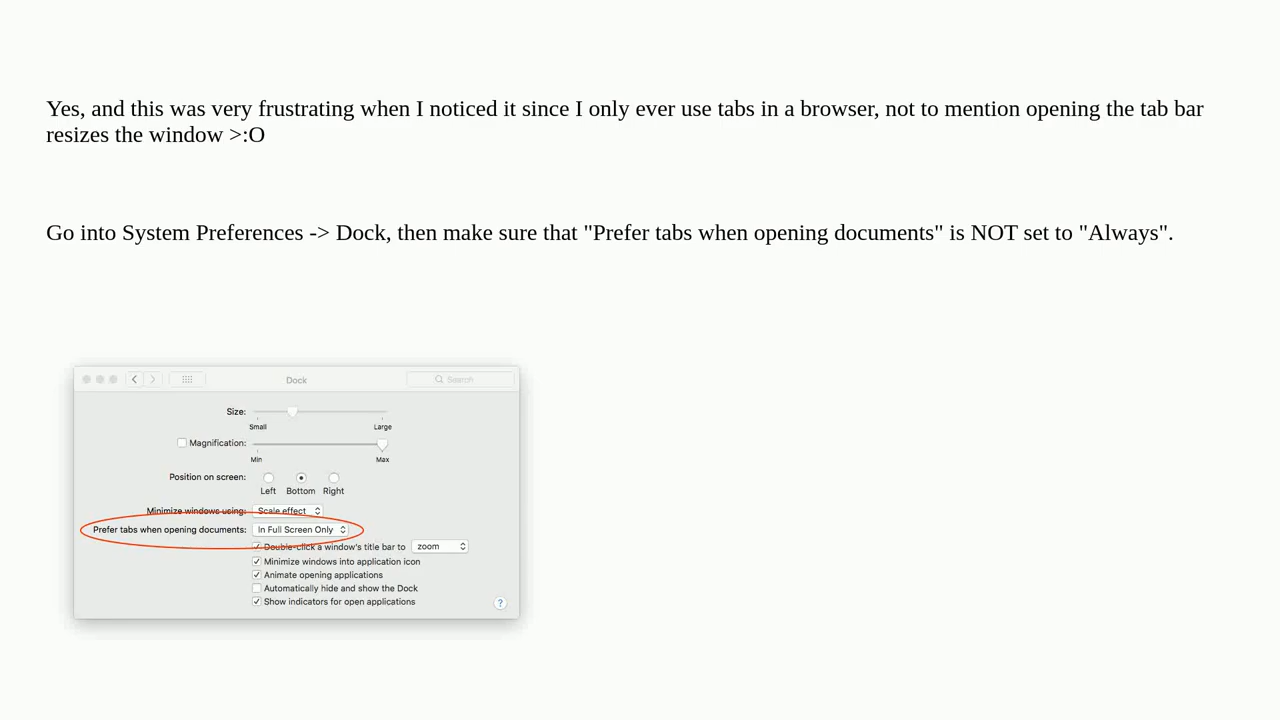 Yes, and this was very frustrating when I noticed it since I only ever use tabs in a browser, not to mention opening the tab bar
resizes the window >:O
Go into System Preferences -> Dock, then make sure that "Prefer tabs when opening documents" is NOT set to "Always".
Dock
Search
Size:
Small Large
Magnification:
Min Max
Position on screen:
Left Bottom Right
Minimize windows using: Scale effect
Prefer tabs when opening documents: In Full Screen Only
Double-click a window's title bar to zoom
Minimize windows into application icon
Animate opening applications
Automatically hide and show the Dock
Show indicators for open applications
?